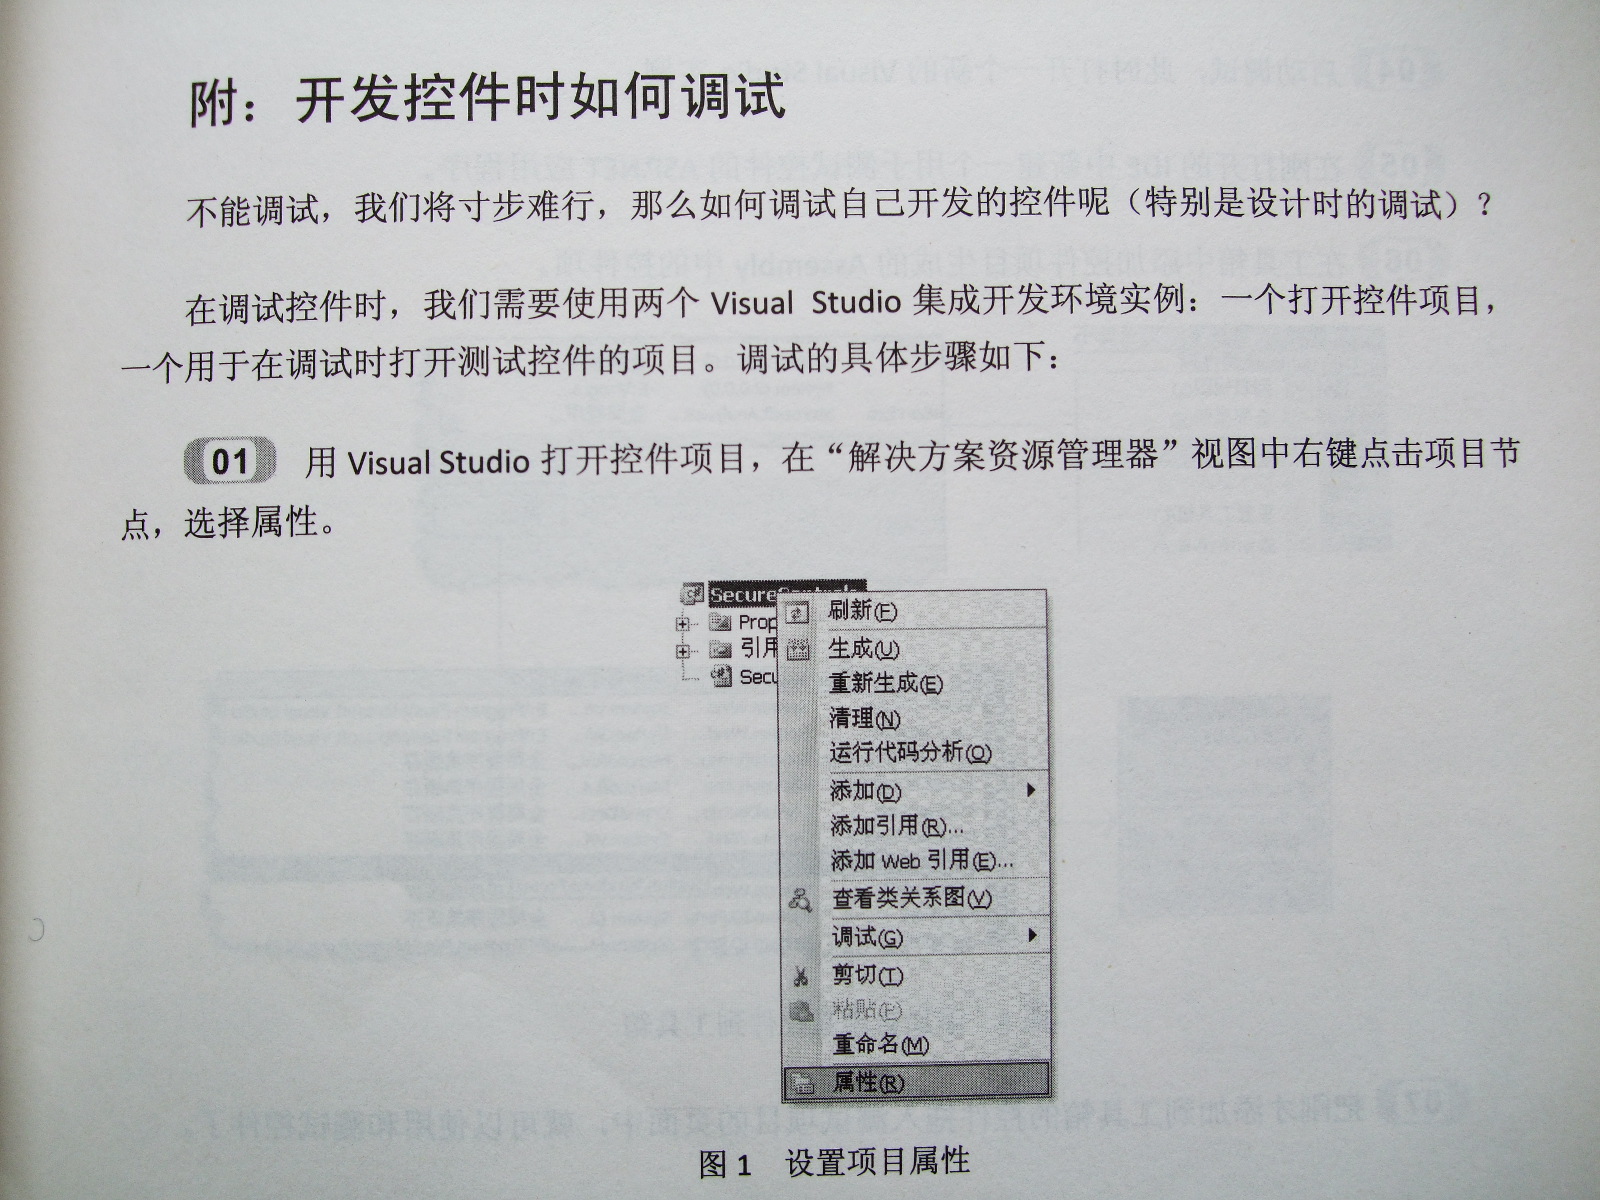 附：开发控件时如何调试
不能调试，我们将寸步难行，那么如何调试自己开发的控件呢（特别是设计时的调试）？
在调试控件时，我们需要使用两个 Visual Studio 集成开发环境实例：一个打开控件项目，
一个用于在调试时打开测试控件的项目。调试的具体步骤如下：
01 用 Visual Studio 打开控件项目，在“解决方案资源管理器”视图中右键点击项目节
点，选择属性。
Prop
引用
Secu
刷新(F)
生成(U)
重新生成(E)
清理(N)
运行代码分析(O)
添加(D)
添加引用(R)...
添加 Web 引用(E)...
查看类关系图(V)
调试(G)
剪切(T)
粘贴(P)
重命名(M)
属性(R)
图 1 设置项目属性